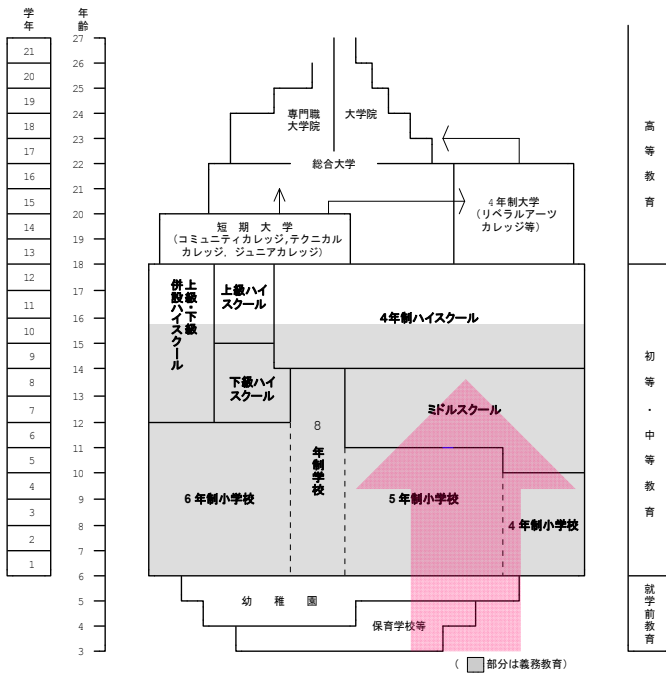 学年
年齢
27
21
26
20
25
19
24
18
23
17
22
16
21
15
20
14
19
13
18
12
17
11
16
10
15
9
14
8
13
7
12
6
11
5
10
4
9
3
8
2
7
1
6
5
4
3
専門職
大学院
大学院
総合大学
4年制大学
(リベラルアーツ
カレッジ等)
短期大学
(コミュニティカレッジ,テクニカル
カレッジ, ジュニアカレッジ)
上級・下級
併設ハイスクール
上級ハイ
スクール
4年制ハイスクール
下級ハイ
スクール
8年制学校
ミドルスクール
6年制小学校
5年制小学校
4年制小学校
幼稚園
保育学校等
高等教育
初等・中等教育
就学前教育
( 部分は義務教育)